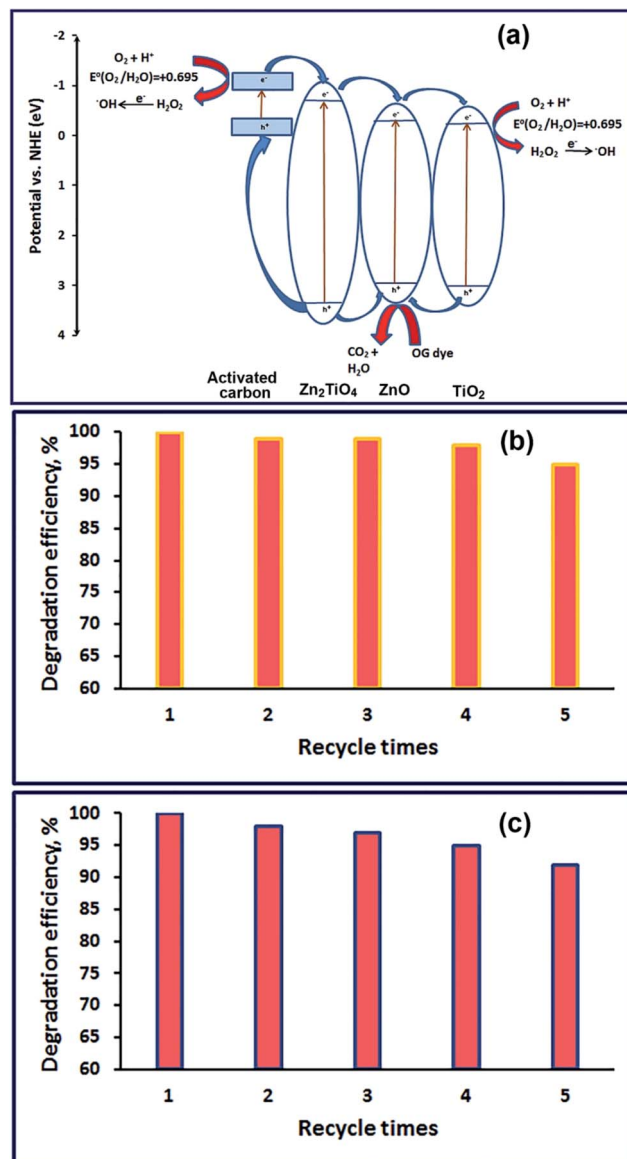 (a)
-2
-1
0
1
2
3
4
Potential vs. NHE (eV)
O₂ + H⁺
E⁰(O₂/H₂O)=+0.695
·OH ← e⁻ H₂O₂
e⁻
h⁺
e⁻
h⁺
e⁻
h⁺
e⁻
h⁺
O₂ + H⁺
E⁰(O₂/H₂O)=+0.695
H₂O₂ e⁻ → ·OH
CO₂ +
H₂O
OG dye
Activated
carbon
Zn₂TiO₄
ZnO
TiO₂
(b)
Degradation efficiency, %
100
95
90
85
80
75
70
65
60
1 2 3 4 5
Recycle times
(c)
Degradation efficiency, %
100
95
90
85
80
75
70
65
60
1 2 3 4 5
Recycle times